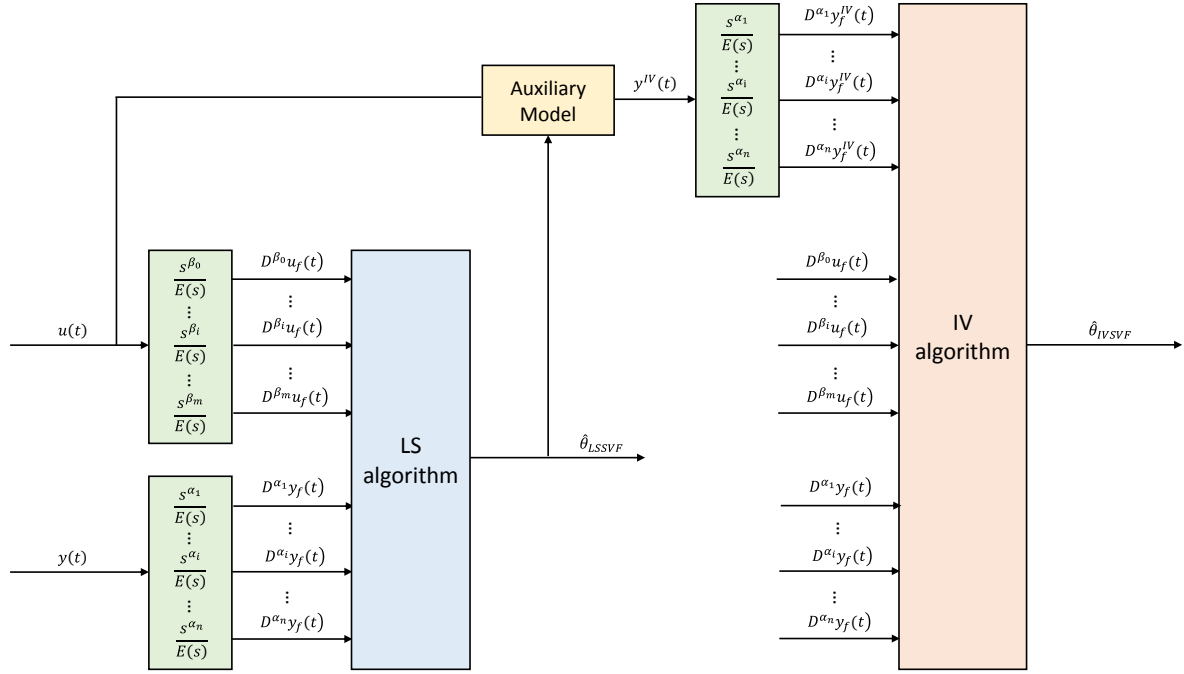 u(t)
s^{β_0}
E(s)
⋮
s^{β_i}
E(s)
⋮
s^{β_m}
E(s)
D^{β_0}u_f(t)
⋮
D^{β_i}u_f(t)
⋮
D^{β_m}u_f(t)
y(t)
s^{α_1}
E(s)
⋮
s^{α_i}
E(s)
⋮
s^{α_n}
E(s)
D^{α_1}y_f(t)
⋮
D^{α_i}y_f(t)
⋮
D^{α_n}y_f(t)
LS
algorithm
θ̂_{LSSVF}
Auxiliary
Model
y^{IV}(t)
s^{α_1}
E(s)
⋮
s^{α_i}
E(s)
⋮
s^{α_n}
E(s)
D^{α_1}y_f^{IV}(t)
⋮
D^{α_i}y_f^{IV}(t)
⋮
D^{α_n}y_f^{IV}(t)
D^{β_0}u_f(t)
⋮
D^{β_i}u_f(t)
⋮
D^{β_m}u_f(t)
D^{α_1}y_f(t)
⋮
D^{α_i}y_f(t)
⋮
D^{α_n}y_f(t)
IV
algorithm
θ̂_{IVSVF}